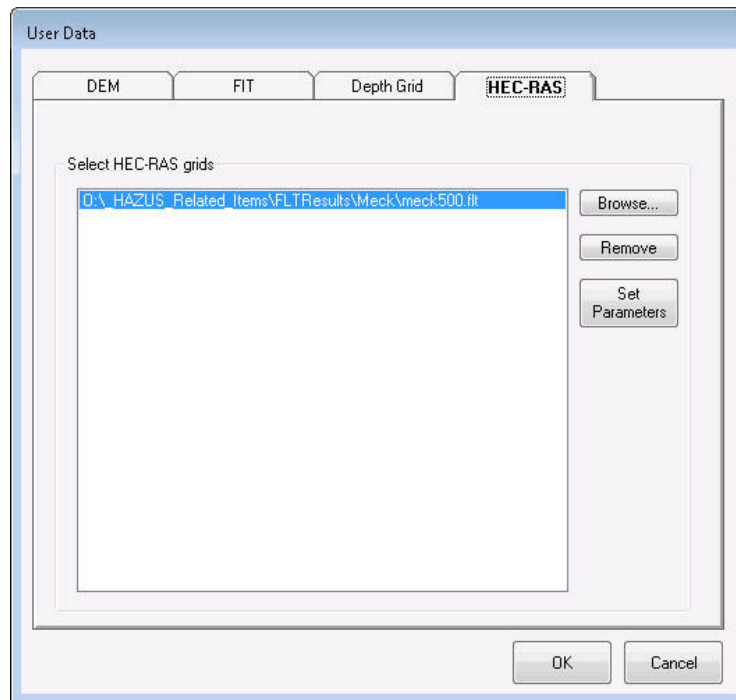 User Data
DEM FIT Depth Grid HEC-RAS
Select HEC-RAS grids
O:\_HAZUS_Related_Items\FLTResults\Meck\meck500.flt
Browse...
Remove
Set
Parameters
OK Cancel